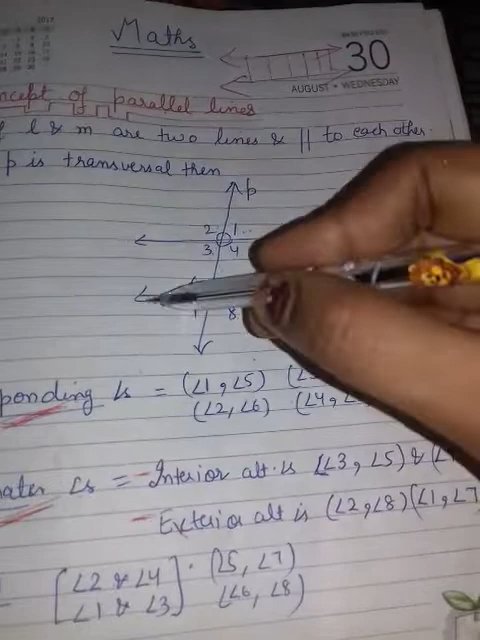 Maths
30
AUGUST • WEDNESDAY
ncept of parallel lines
f l & m are two lines & || to each other.
p is transversal then
p
2 1
3 4
8
ponding ∠s = (∠1, ∠5)
(∠2, ∠6) (∠4,
nater ∠s = - Interior alt. ∠s (∠3, ∠5) &
- Exterior alt ∠s (∠2, ∠8) (∠1, ∠7
[∠2 & ∠4] . (∠5, ∠7)
[∠1 & ∠3] (∠6, ∠8)